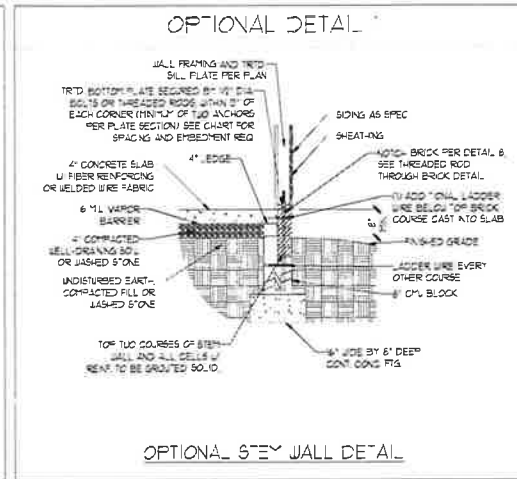 OPTIONAL DETAIL
WALL FRAMING AND TRTD
SILL PLATE PER PLAN
TRTD BOTTOM PLATE SECURED BY 1/2" DIA
BOLTS OR THREADED RODS WITHIN OF
EACH CORNER (MINIMUM OF TWO ANCHORS
PER PLATE SECTION) SEE CHART FOR
SPACING AND EMBEDMENT REQ
4" LEDGE
4" CONCRETE SLAB
W/ FIBER REINFORCING
OR WELDED WIRE FABRIC
6 MIL VAPOR
BARRIER
4" COMPACTED
WELL-DRAINING SOIL
OR WASHED STONE
UNDISTURBED EARTH,
COMPACTED FILL OR
WASHED STONE
TOP TWO COURSES OF STEM
WALL AND ALL CELLS W/
REINF. TO BE GROUTED SOLID.
SIDING AS SPEC
SHEATHING
NOTCH BRICK PER DETAIL
SEE THREADED ROD
THROUGH BRICK DETAIL
(1) ADDITIONAL LADDER
WIRE BELOW TOP BRICK
COURSE CAST INTO SLAB
8"
MIN.
FINISHED GRADE
LADDER WIRE EVERY
OTHER COURSE
8" CMU BLOCK
16" WIDE BY 8" DEEP
CONT. CONC FTG
OPTIONAL STEM WALL DETAIL